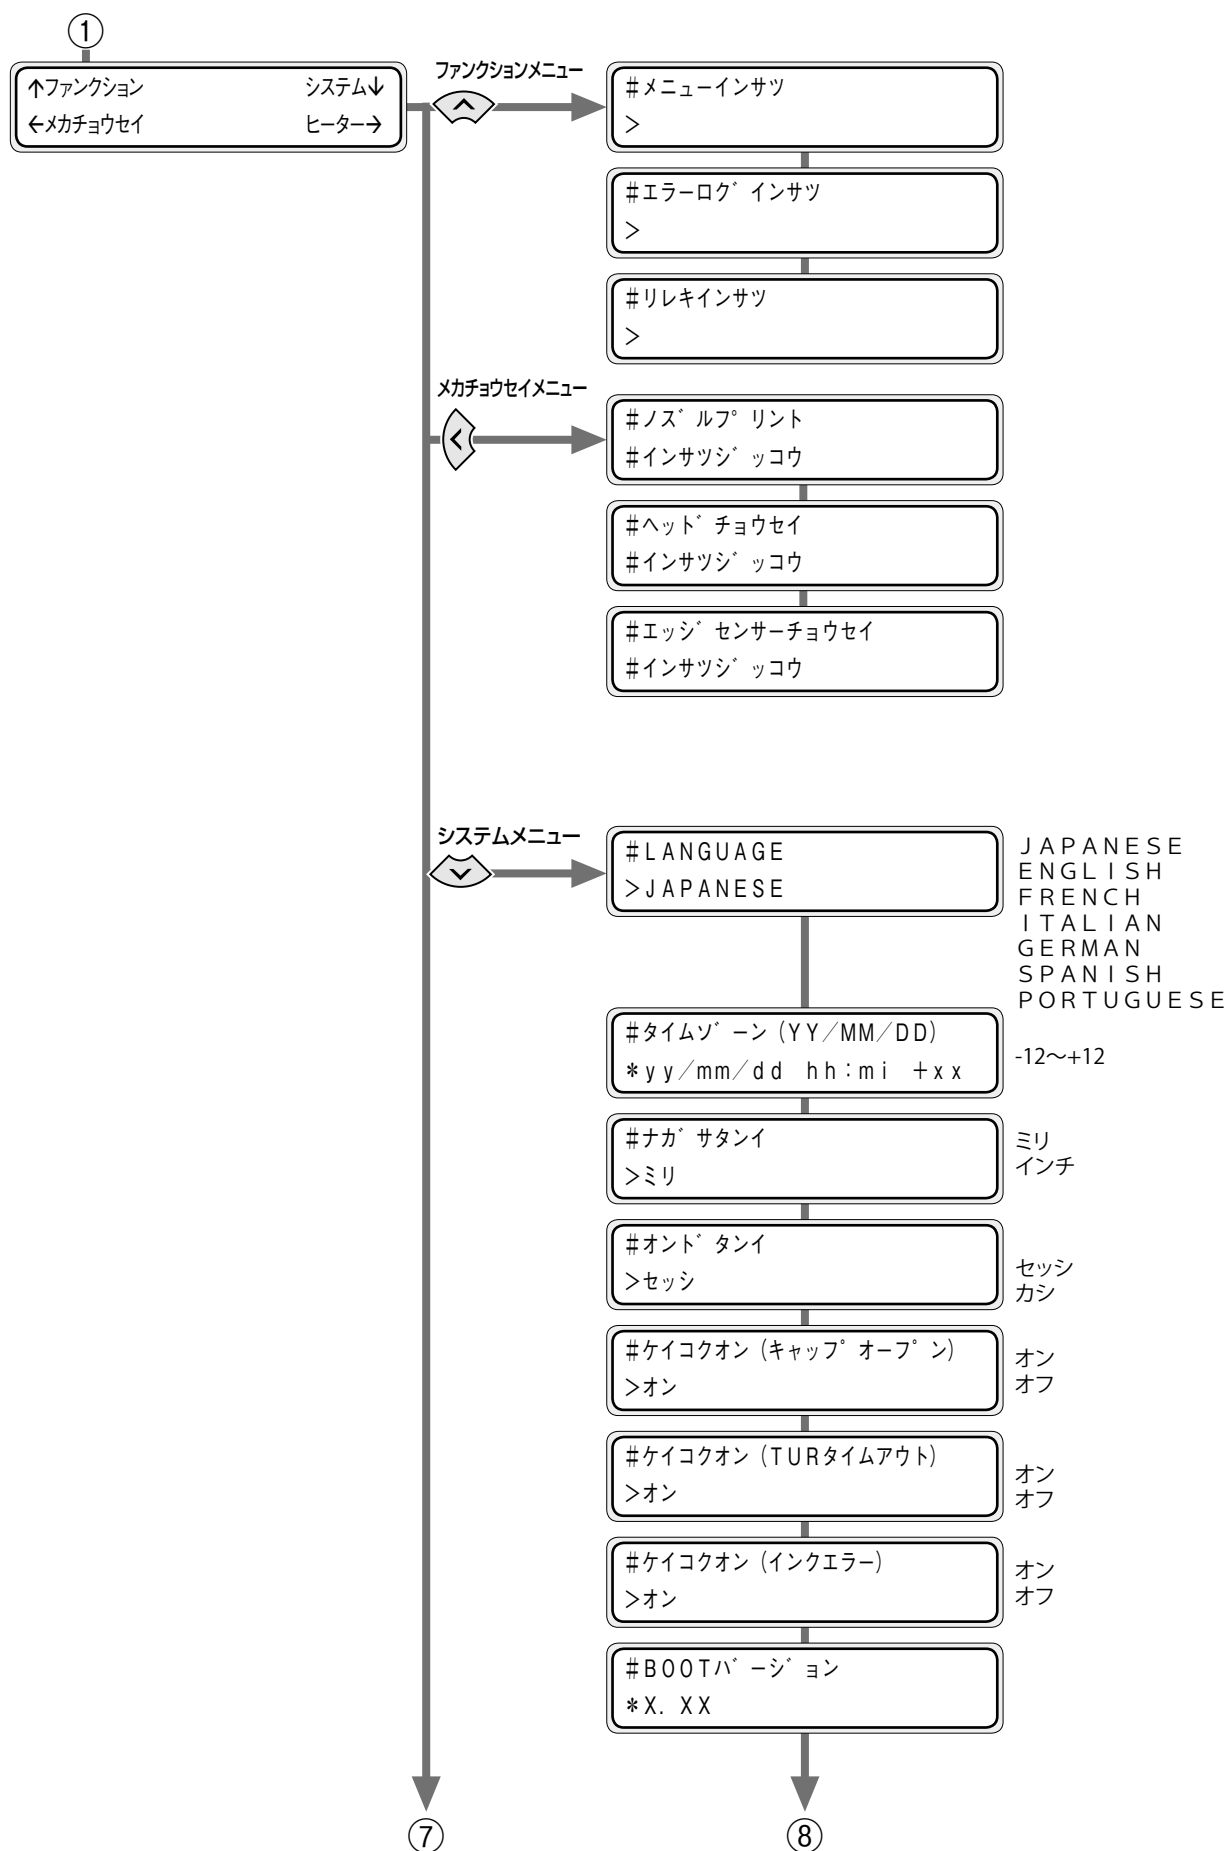 ①
↑ファンクション システム↓
←メカチョウセイ ヒーター→
ファンクションメニュー
#メニューインサツ
>
#エラーログインサツ
>
#リレキインサツ
>
メカチョウセイメニュー
#ノズルプリント
#インサツジッコウ
#ヘッドチョウセイ
#インサツジッコウ
#エッジセンサーチョウセイ
#インサツジッコウ
システムメニュー
#LANGUAGE
>JAPANESE
JAPANESE
ENGLISH
FRENCH
ITALIAN
GERMAN
SPANISH
PORTUGUESE
#タイムゾーン(YY/MM/DD)
*yy/mm/dd hh:mi +xx
-12~+12
#ナガサタンイ
>ミリ
ミリ
インチ
#オンドタンイ
>セッシ
セッシ
カシ
#ケイコクオン(キャップオープン)
>オン
オン
オフ
#ケイコクオン(TURタイムアウト)
>オン
オン
オフ
#ケイコクオン(インクエラー)
>オン
オン
オフ
#BOOTバージョン
*X.XX
⑦
⑧